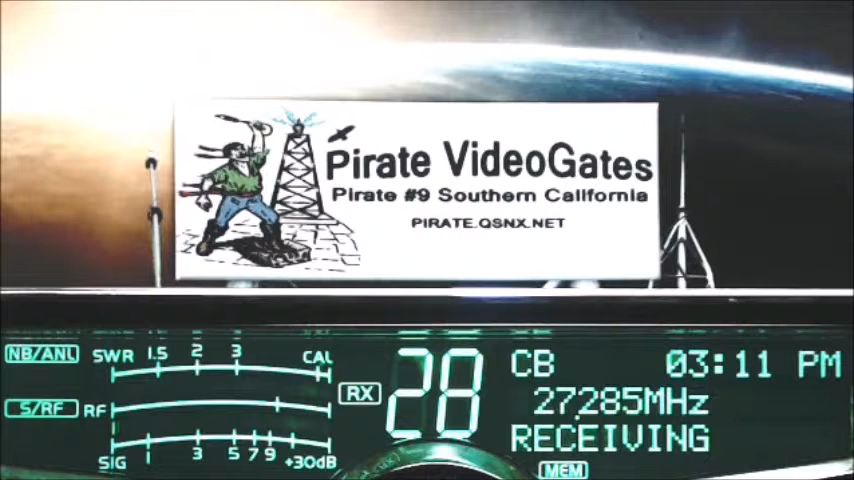 Pirate VideoGates
Pirate #9 Southern California
PIRATE.QSNX.NET
NB/ANL SWR 1.5 2 3 CAL
28 CB 03:11 PM
S/RF RF RX 27.285MHz
RECEIVING
SIG 1 3 5 7 9 +30dB
MEM